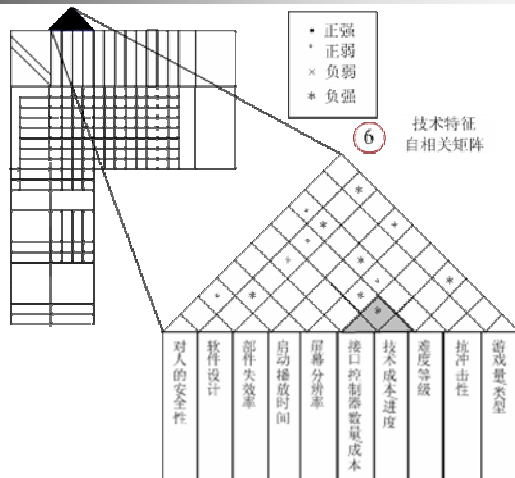 • 正强
° 正弱
× 负弱
* 负强
6
技术特征
自相关矩阵
对人的安全性
软件设计
部件失效率
启动播放时间
屏幕分辨率
接口控制器数量成本
技术成本进度
难度等级
抗冲击性
游戏量类型